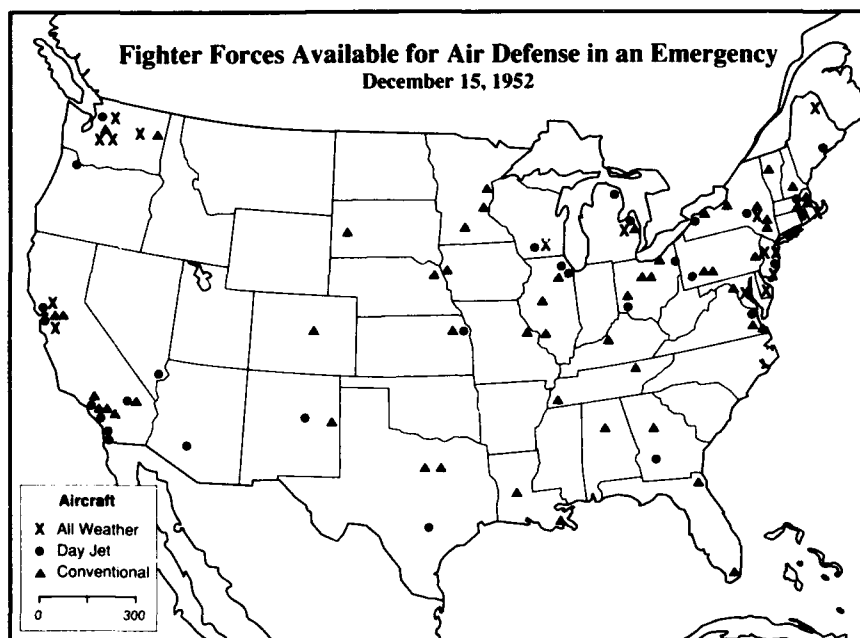 Fighter Forces Available for Air Defense in an Emergency
December 15, 1952
Aircraft
X All Weather
● Day Jet
▲ Conventional
0 300